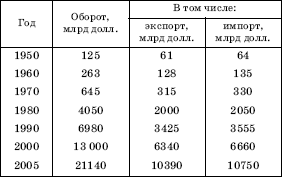 Год Оборот, млрд долл. В том числе:
экспорт, млрд долл. импорт, млрд долл.
1950 125 61 64
1960 263 128 135
1970 645 315 330
1980 4050 2000 2050
1990 6980 3425 3555
2000 13 000 6340 6660
2005 21140 10390 10750